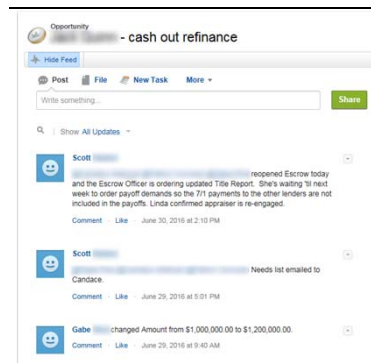 Opportunity
- cash out refinance
Hide Feed
Post File New Task More
Write something...
Share
Show All Updates
Scott
reopened Escrow today
and the Escrow Officer is ordering updated Title Report. She's waiting 'til next
week to order payoff demands so the 7/1 payments to the other lenders are not
included in the payoffs. Linda confirmed appraiser is re-engaged.
Comment · Like · June 30, 2016 at 2:10 PM
Scott
Needs list emailed to
Candace.
Comment · Like · June 29, 2016 at 5:01 PM
Gabe changed Amount from $1,000,000.00 to $1,200,000.00.
Comment · Like · June 29, 2016 at 9:40 AM